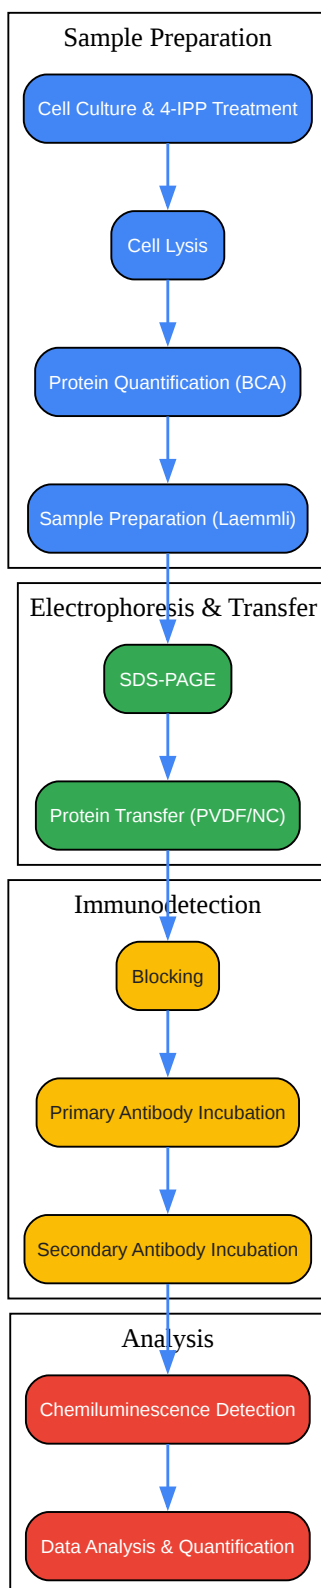 Sample Preparation
Cell Culture & 4-IPP Treatment
Cell Lysis
Protein Quantification (BCA)
Sample Preparation (Laemmli)
Electrophoresis & Transfer
SDS-PAGE
Protein Transfer (PVDF/NC)
Immunodetection
Blocking
Primary Antibody Incubation
Secondary Antibody Incubation
Analysis
Chemiluminescence Detection
Data Analysis & Quantification